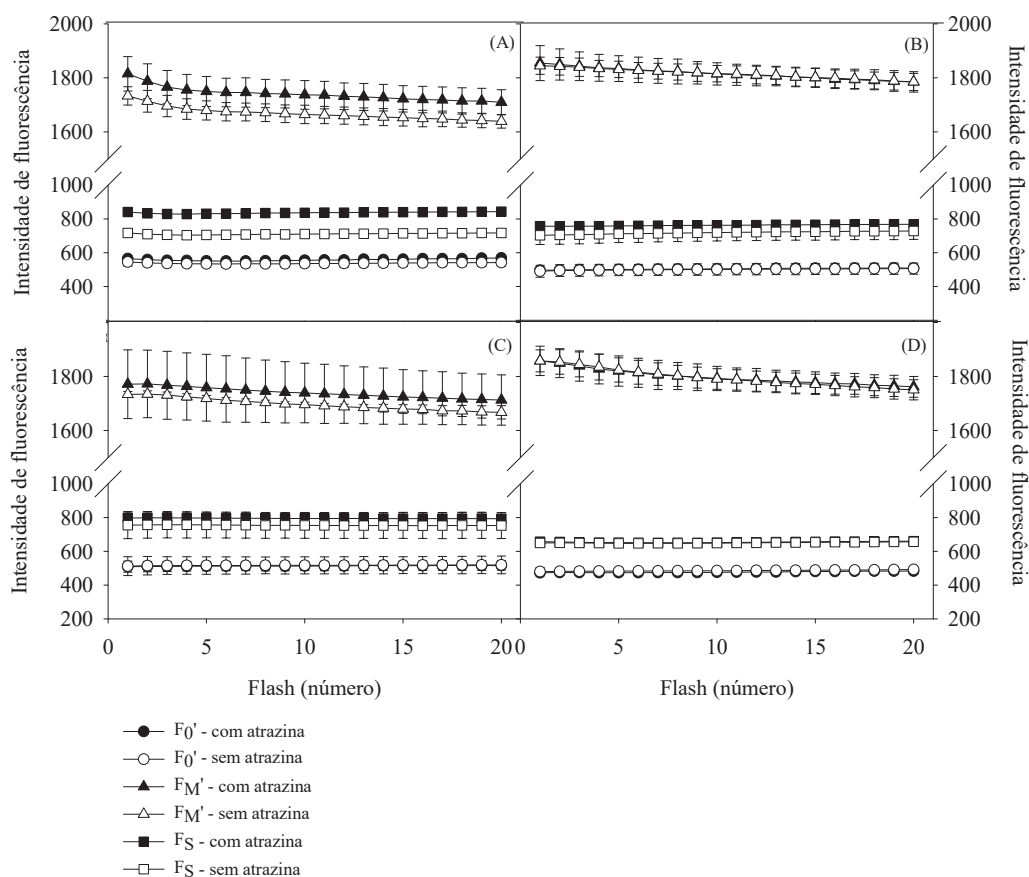 2000
1800
1600
1000
800
600
400
Intensidade de fluorescência
(A)
(B)
2000
1800
1600
1000
800
600
400
Intensidade de fluorescência
1800
1600
1000
800
600
400
200
Intensidade de fluorescência
(C)
(D)
1800
1600
1000
800
600
400
200
Intensidade de fluorescência
0 5 10 15 20
0 5 10 15 20
Flash (número)
Flash (número)
F0' - com atrazina
F0' - sem atrazina
FM' - com atrazina
FM' - sem atrazina
FS - com atrazina
FS - sem atrazina